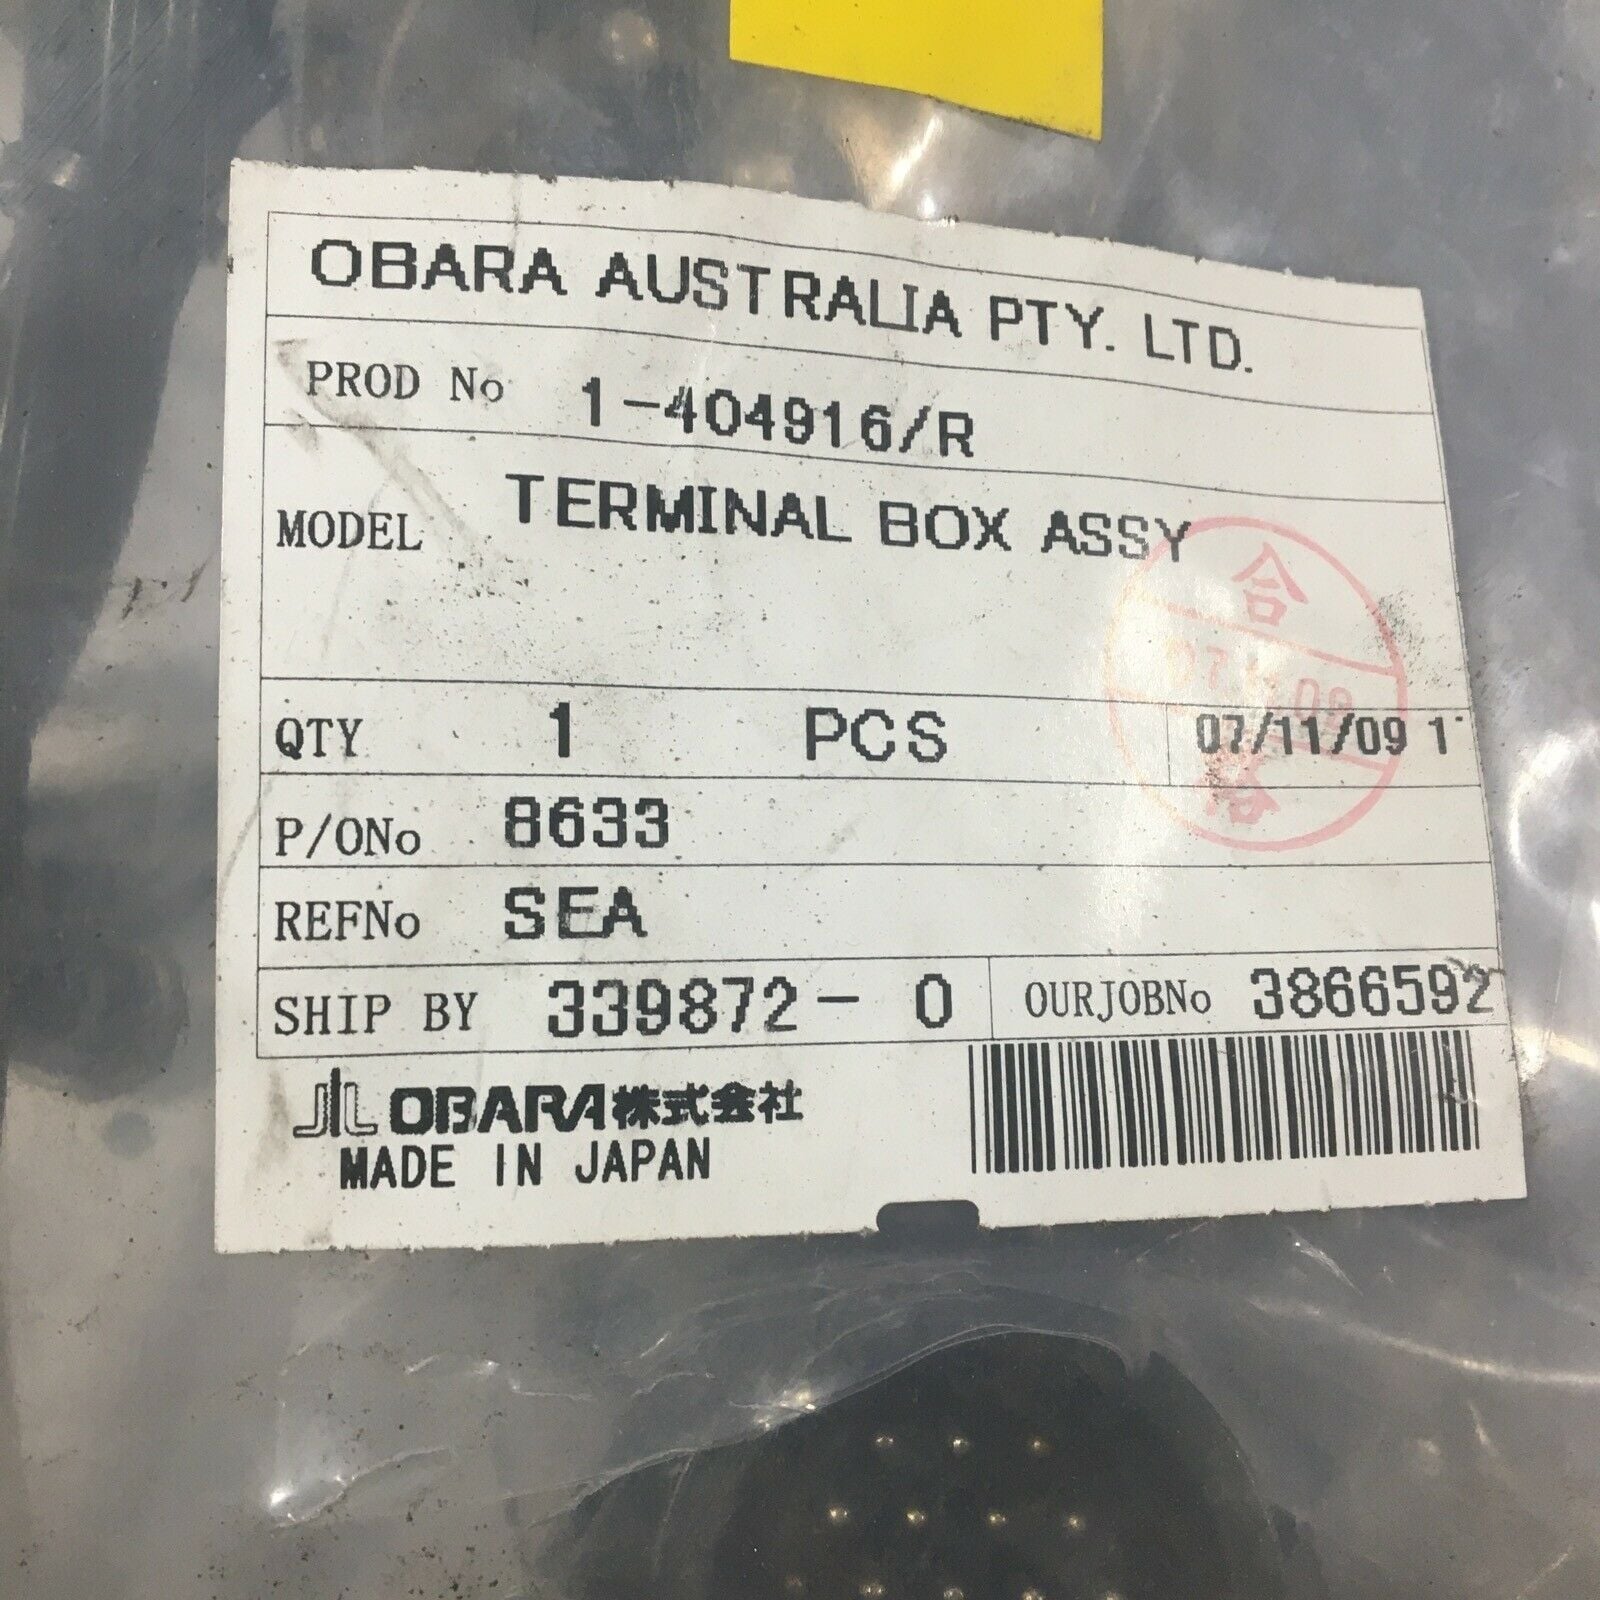 OBARA AUSTRALIA PTY. LTD.
PROD No 1-404916/R
MODEL TERMINAL BOX ASSY
合
QTY 1 PCS 07/11/09 1
格
P/ONo 8633
REFNo SEA
SHIP BY 339872- 0 OURJOBNo 3866592
OBARA株式会社
MADE IN JAPAN